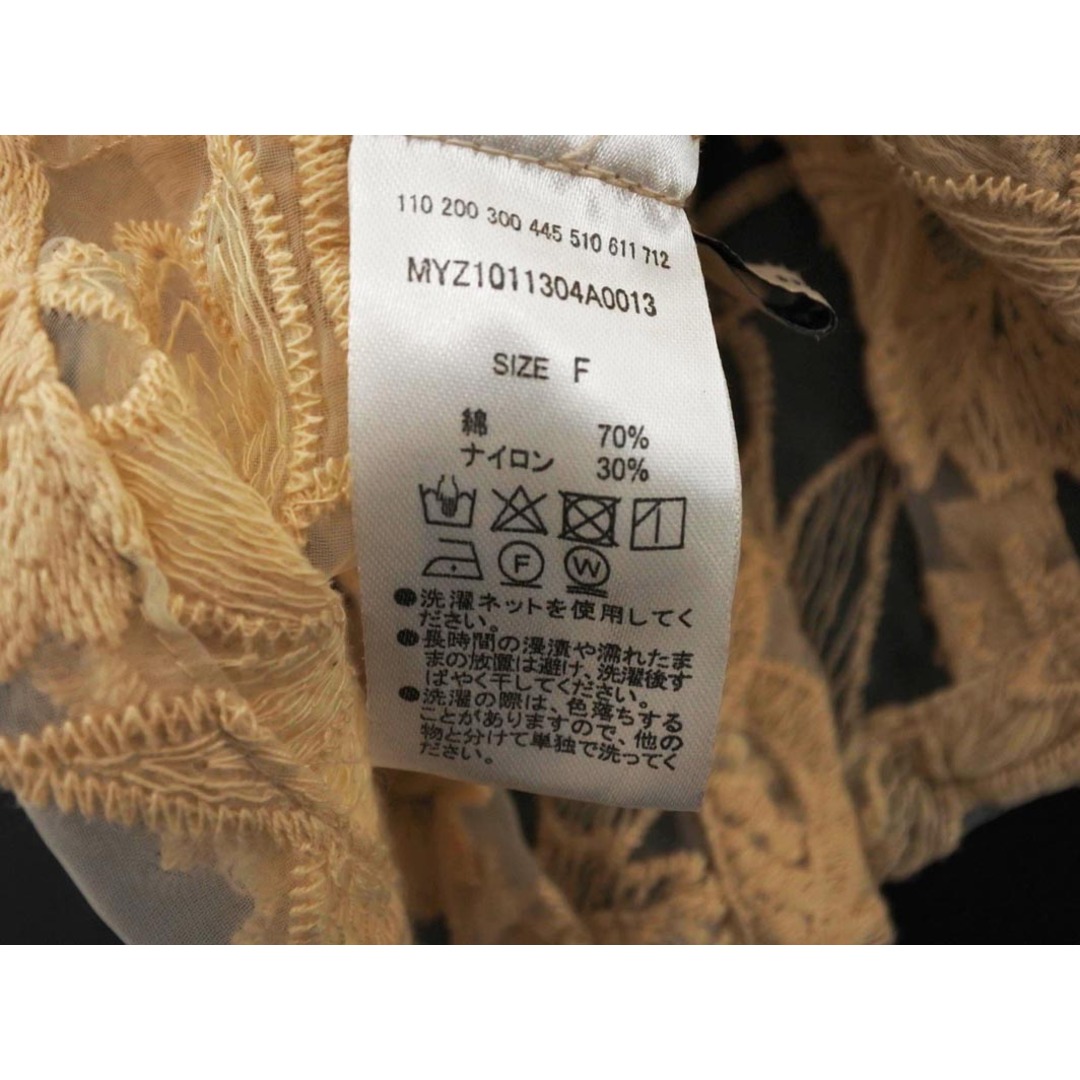 110 200 300 445 510 611 712
MYZ1011304A0013
SIZE F
綿 70%
ナイロン 30%
F W
●洗濯ネットを使用してく
ださい。
●長時間の浸漬や濡れたま
まの放置は避け、洗濯後す
ばやく干してください。
●洗濯の際は、色落ちする
ことがありますので、他の
物と分けて単独で洗ってく
ださい。